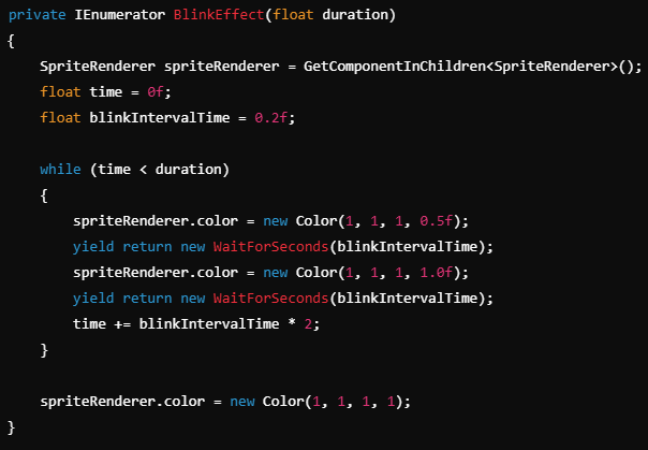 private IEnumerator BlinkEffect(float duration)
{
    SpriteRenderer spriteRenderer = GetComponentInChildren<SpriteRenderer>();
    float time = 0f;
    float blinkIntervalTime = 0.2f;

    while (time < duration)
    {
        spriteRenderer.color = new Color(1, 1, 1, 0.5f);
        yield return new WaitForSeconds(blinkIntervalTime);
        spriteRenderer.color = new Color(1, 1, 1, 1.0f);
        yield return new WaitForSeconds(blinkIntervalTime);
        time += blinkIntervalTime * 2;
    }

    spriteRenderer.color = new Color(1, 1, 1, 1);
}